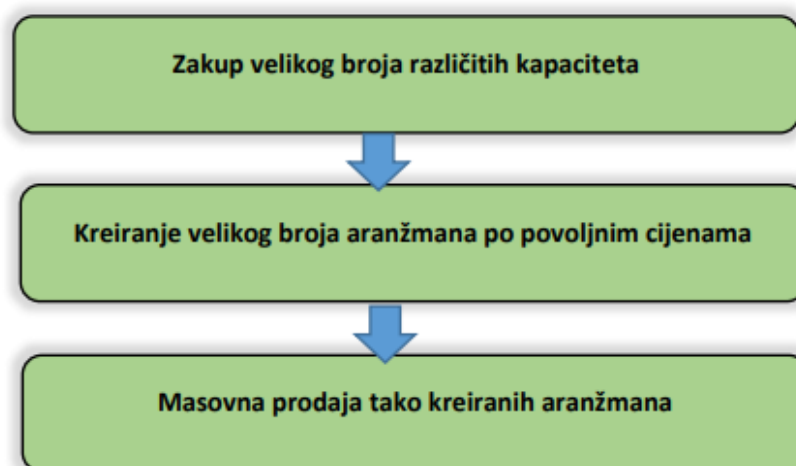 Zakup velikog broja različitih kapaciteta
Kreiranje velikog broja aranžmana po povoljnim cijenama
Masovna prodaja tako kreiranih aranžmana